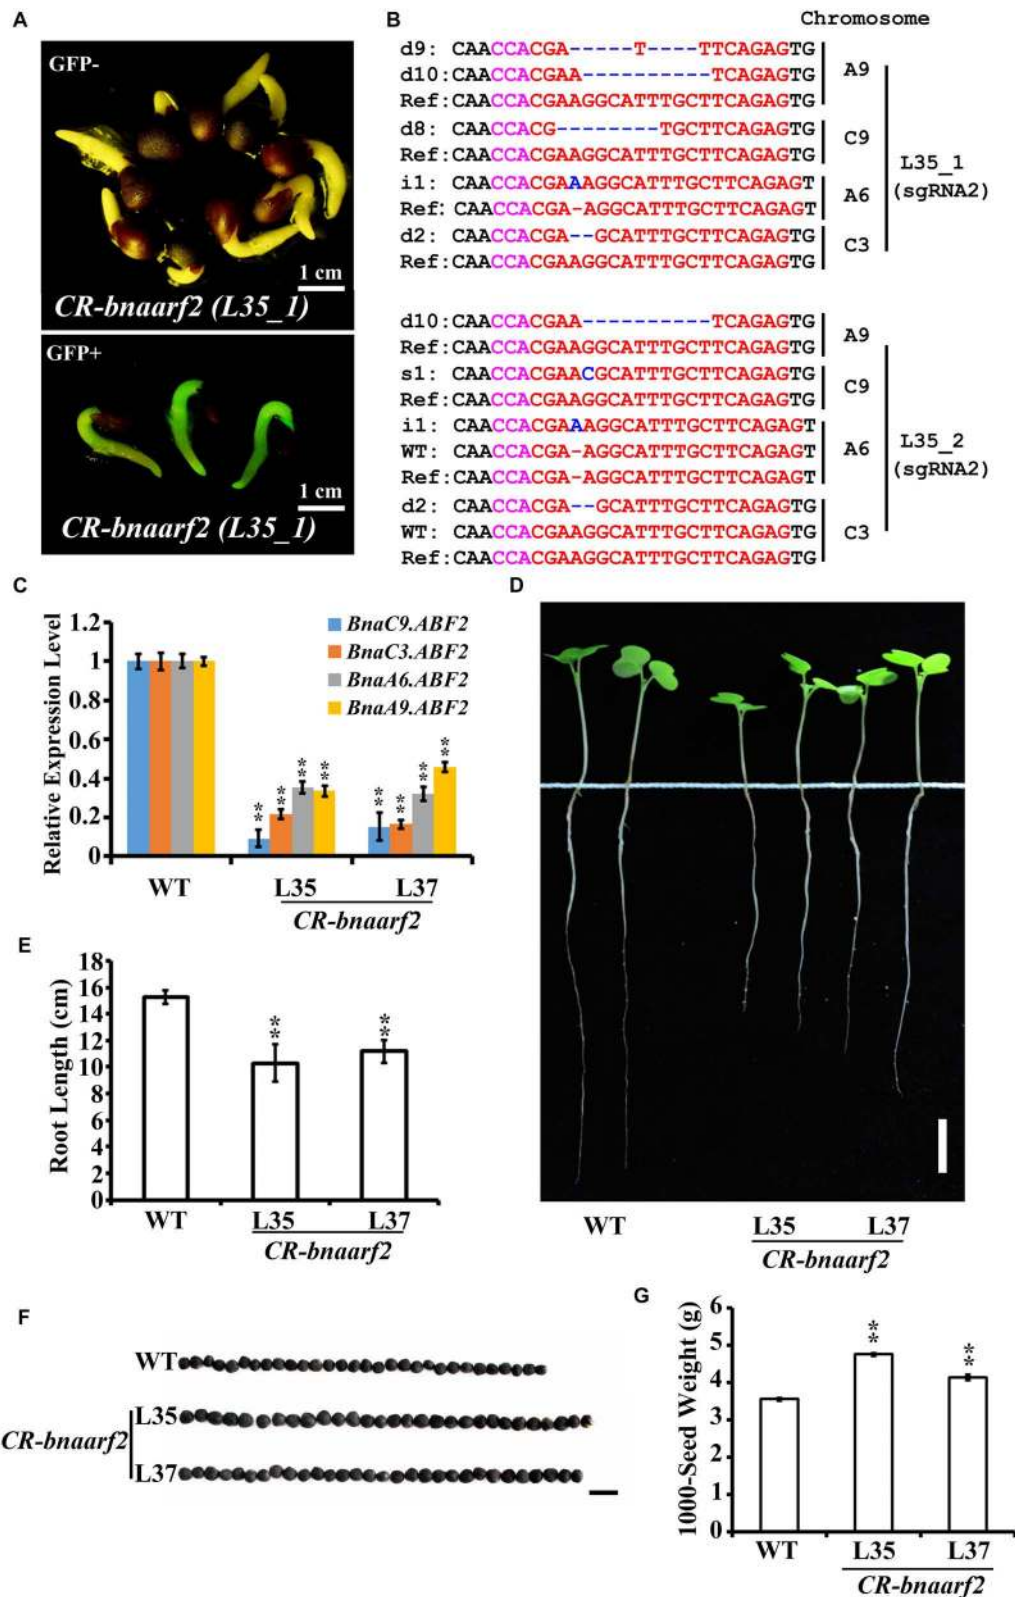 A
GFP-
1 cm
CR-bnaarf2 (L35_1)
GFP+
1 cm
CR-bnaarf2 (L35_1)
B
Chromosome
d9: CAACCACGA-----T----TTCAGAGTG
d10: CAACCACGAA----------TCAGAGTG
Ref: CAACCACGAAGGCATTTGCTTCAGAGTG
A9
d8: CAACCACG--------TGCTTCAGAGTG
Ref: CAACCACGAAGGCATTTGCTTCAGAGTG
C9
i1: CAACCACGAAAGGCATTTGCTTCAGAGT
Ref: CAACCACGA-AGGCATTTGCTTCAGAGT
A6
d2: CAACCACGA--GCATTTGCTTCAGAGTG
Ref: CAACCACGAAGGCATTTGCTTCAGAGTG
C3
L35_1
(sgRNA2)
d10: CAACCACGAA----------TCAGAGTG
Ref: CAACCACGAAGGCATTTGCTTCAGAGTG
A9
s1: CAACCACGAACGCATTTGCTTCAGAGTG
Ref: CAACCACGAAGGCATTTGCTTCAGAGTG
C9
i1: CAACCACGAAAGGCATTTGCTTCAGAGT
WT: CAACCACGA-AGGCATTTGCTTCAGAGT
Ref: CAACCACGA-AGGCATTTGCTTCAGAGT
A6
d2: CAACCACGA--GCATTTGCTTCAGAGTG
WT: CAACCACGAAGGCATTTGCTTCAGAGTG
Ref: CAACCACGAAGGCATTTGCTTCAGAGTG
C3
L35_2
(sgRNA2)
C
Relative Expression Level
1.2
1
0.8
0.6
0.4
0.2
0
BnaC9.ABF2
BnaC3.ABF2
BnaA6.ABF2
BnaA9.ABF2
** ** ** ** ** ** ** **
WT L35 L37
CR-bnaarf2
D
WT L35 L37
CR-bnaarf2
E
Root Length (cm)
18
16
14
12
10
8
6
4
2
0
** **
WT L35 L37
CR-bnaarf2
F
WT
L35
CR-bnaarf2
L37
G
1000-Seed Weight (g)
6
5
4
3
2
1
0
** **
WT L35 L37
CR-bnaarf2